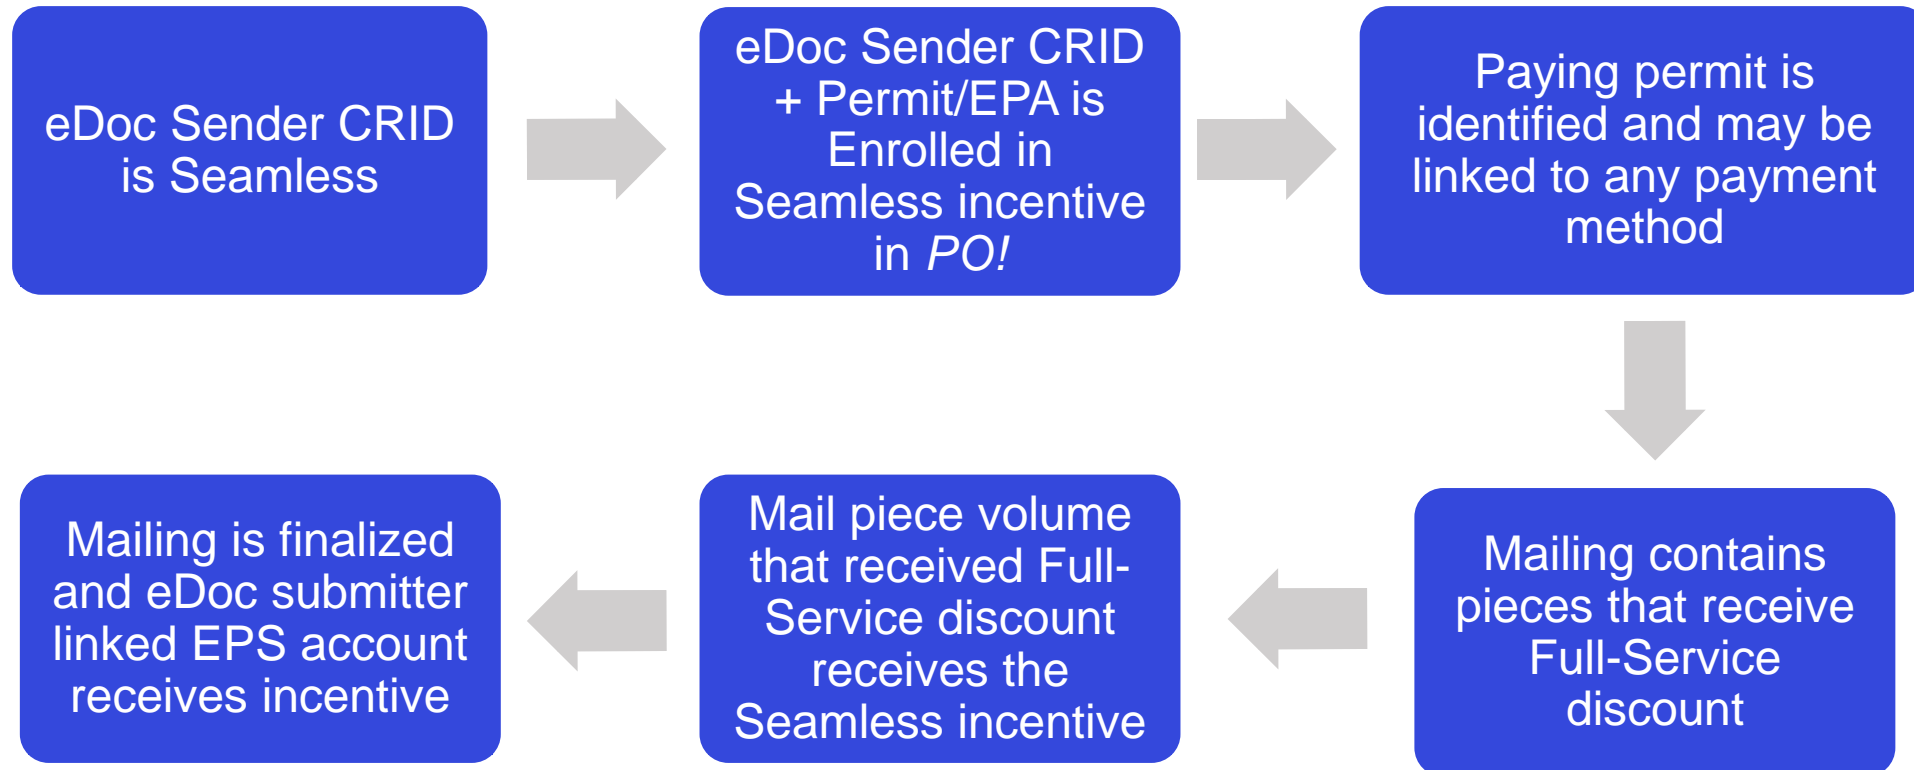 eDoc Sender CRID
is Seamless
eDoc Sender CRID
+ Permit/EPA is
Enrolled in
Seamless incentive
in PO!
Paying permit is
identified and may be
linked to any payment
method
Mailing contains
pieces that receive
Full-Service
discount
Mail piece volume
that received Full-
Service discount
receives the
Seamless incentive
Mailing is finalized
and eDoc submitter
linked EPS account
receives incentive